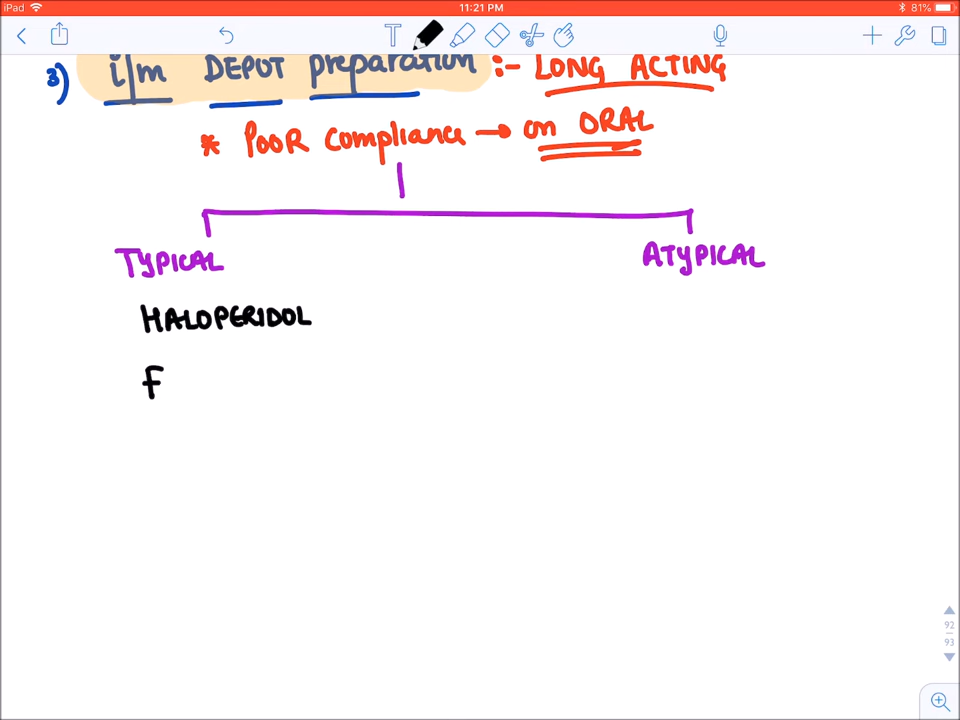 iPad 11:21 PM 81%
T
3) i/m DEPOT preparation :- LONG ACTING
* POOR compliance → on ORAL
TYPICAL ATYPICAL
HALOPERIDOL
F
92
93